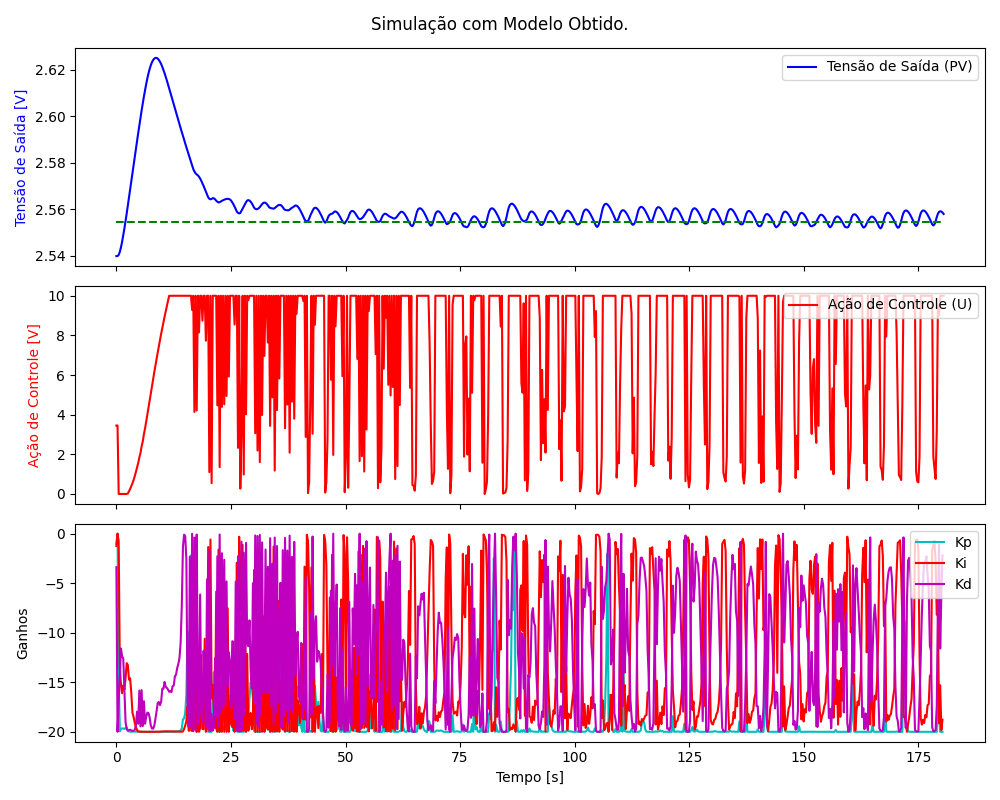 Simulação com Modelo Obtido.
Tensão de Saída [V]
2.62
2.60
2.58
2.56
2.54
Tensão de Saída (PV)
Ação de Controle [V]
10
8
6
4
2
0
Ação de Controle (U)
Ganhos
0
−5
−10
−15
−20
Kp
Ki
Kd
0
25
50
75
100
125
150
175
Tempo [s]